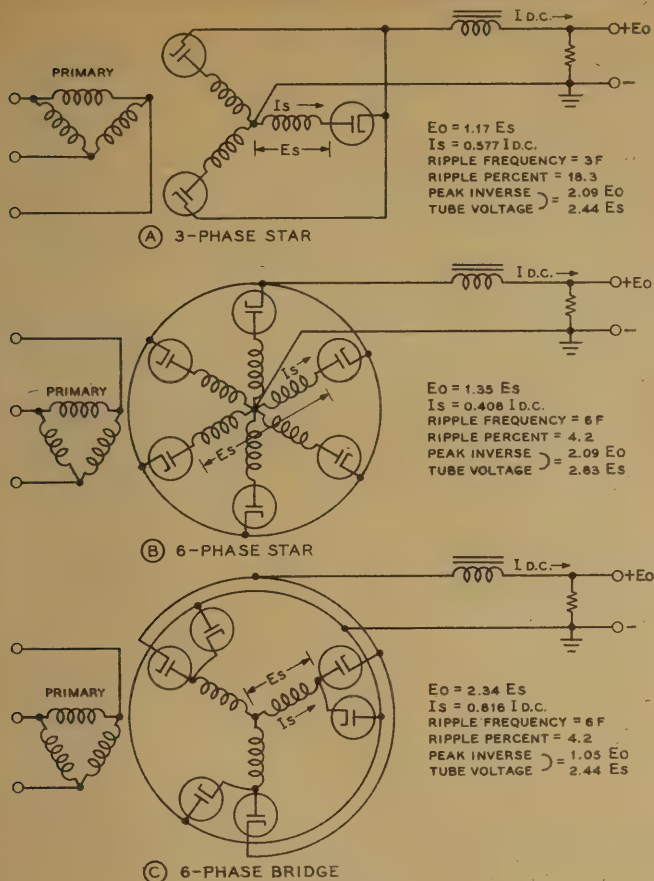 I D.C.→
+EO
PRIMARY
Is →
Es
−
EO = 1.17 Es
Is = 0.577 I D.C.
RIPPLE FREQUENCY = 3F
RIPPLE PERCENT = 18.3
PEAK INVERSE ) = 2.09 EO
TUBE VOLTAGE 2.44 Es
A 3-PHASE STAR
I D.C.→
+EO
Is
−
PRIMARY
Es
EO = 1.35 Es
Is = 0.408 I D.C.
RIPPLE FREQUENCY = 6F
RIPPLE PERCENT = 4.2
PEAK INVERSE ) = 2.09 EO
TUBE VOLTAGE 2.83 Es
B 6-PHASE STAR
I D.C.→
+EO
−
Es
PRIMARY
Is
EO = 2.34 Es
Is = 0.816 I D.C.
RIPPLE FREQUENCY = 6F
RIPPLE PERCENT = 4.2
PEAK INVERSE ) = 1.05 EO
TUBE VOLTAGE 2.44 Es
C 6-PHASE BRIDGE